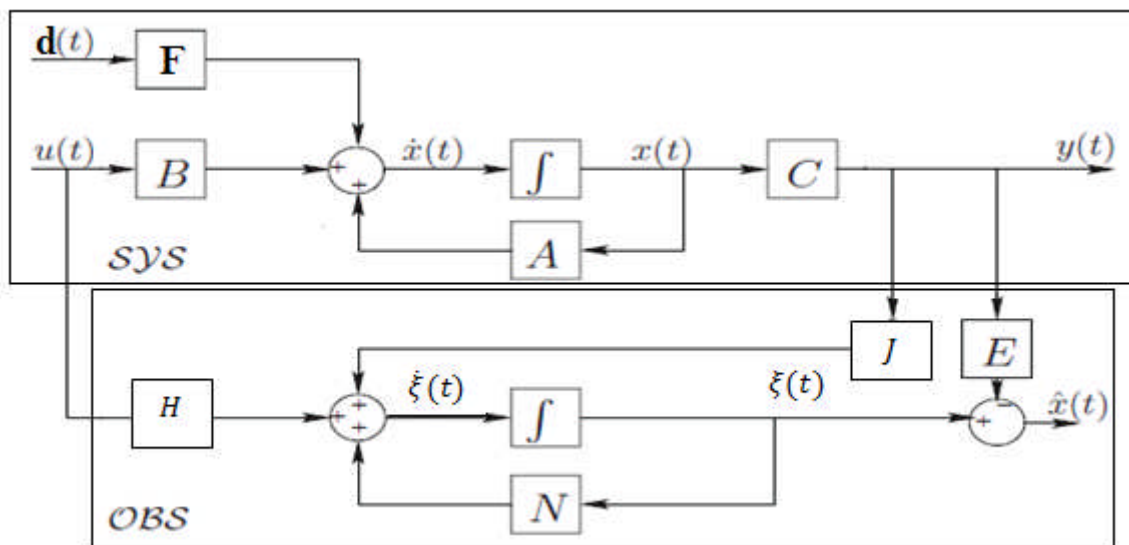 d(t)
F
u(t)
B
+
+
ẋ(t)
∫
x(t)
C
y(t)
A
SYS
J
E
H
+
+
+
+
ξ̇(t)
∫
ξ(t)
+
−
x̂(t)
N
OBS